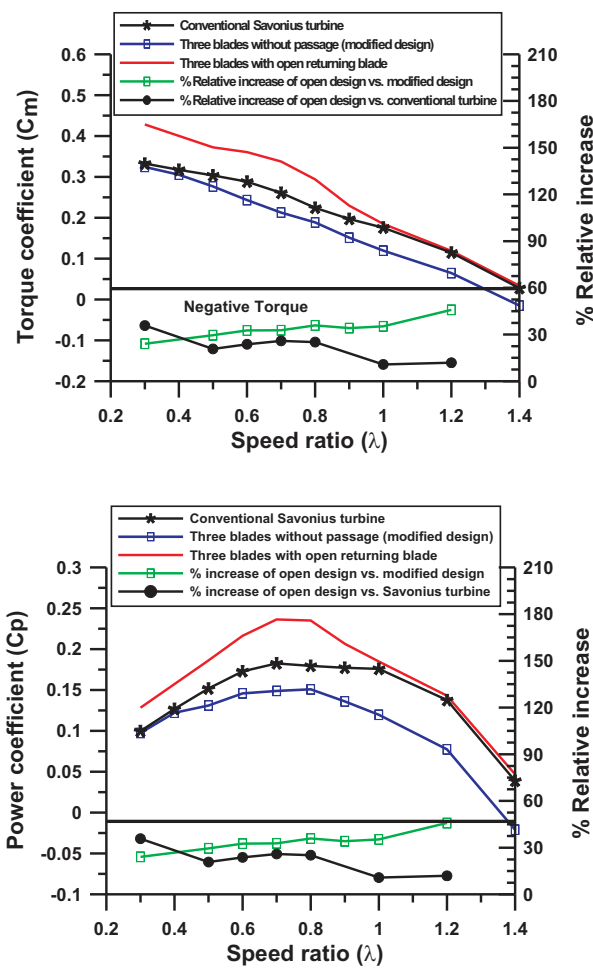 Conventional Savonius turbine
Three blades without passage (modified design)
Three blades with open returning blade
% Relative increase of open design vs. modified design
% Relative increase of open design vs. conventional turbine
0.6
0.5
0.4
0.3
0.2
0.1
0
-0.1
-0.2
Torque coefficient (Cm)
210
180
150
120
90
60
30
0
% Relative increase
Negative Torque
0.2 0.4 0.6 0.8 1 1.2 1.4
Speed ratio (λ)
Conventional Savonius turbine
Three blades without passage (modified design)
Three blades with open returning blade
% increase of open design vs. modified design
% increase of open design vs. Savonius turbine
0.3
0.25
0.2
0.15
0.1
0.05
0
-0.05
-0.1
Power coefficient (Cp)
210
180
150
120
90
60
30
0
% Relative increase
0.2 0.4 0.6 0.8 1 1.2 1.4
Speed ratio (λ)